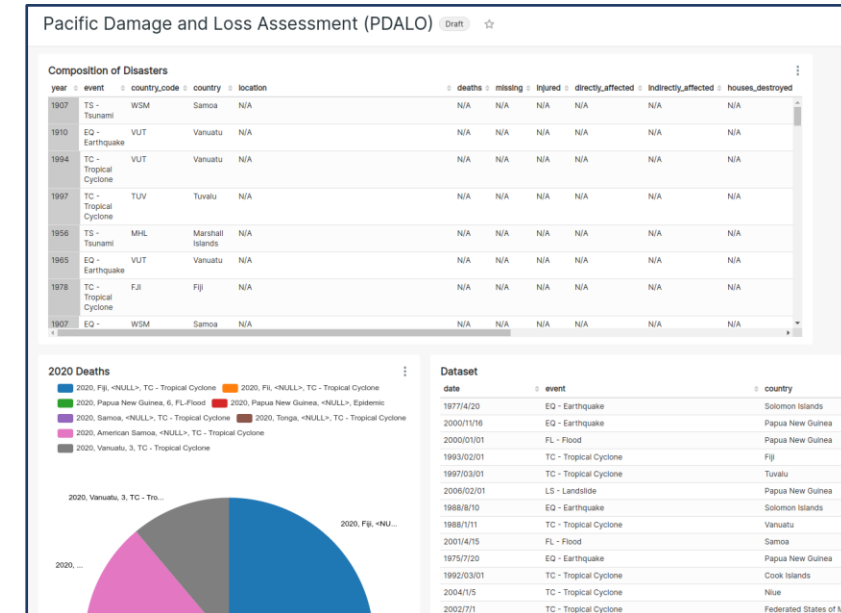 Pacific Damage and Loss Assessment (PDALO) Draft
Composition of Disasters
year event country_code country location deaths missing injured directly_affected indirectly_affected houses_destroyed
1907 TS - Tsunami WSM Samoa N/A N/A N/A N/A N/A N/A N/A
1910 EQ - Earthquake VUT Vanuatu N/A N/A N/A N/A N/A N/A N/A
1994 TC - Tropical Cyclone VUT Vanuatu N/A N/A N/A N/A N/A N/A N/A
1997 TC - Tropical Cyclone TUV Tuvalu N/A N/A N/A N/A N/A N/A N/A
1956 TS - Tsunami MHL Marshall Islands N/A N/A N/A N/A N/A N/A N/A
1965 EQ - Earthquake VUT Vanuatu N/A N/A N/A N/A N/A N/A N/A
1978 TC - Tropical Cyclone FJI Fiji N/A N/A N/A N/A N/A N/A N/A
1907 EQ - WSM Samoa N/A N/A N/A N/A N/A N/A N/A
2020 Deaths
2020, Fiji, <NULL>, TC - Tropical Cyclone 2020, Fii, <NULL>, TC - Tropical Cyclone
2020, Papua New Guinea, 6, FL-Flood 2020, Papua New Guinea, <NULL>, Epidemic
2020, Samoa, <NULL>, TC - Tropical Cyclone 2020, Tonga, <NULL>, TC - Tropical Cyclone
2020, American Samoa, <NULL>, TC - Tropical Cyclone
2020, Vanuatu, 3, TC - Tropical Cyclone
2020, Vanuatu, 3, TC - Tro...
2020, Fiji, <NU...
2020, ...
Dataset
date event country
1977/4/20 EQ - Earthquake Solomon Islands
2000/11/16 EQ - Earthquake Papua New Guinea
2000/01/01 FL - Flood Papua New Guinea
1993/02/01 TC - Tropical Cyclone Fiji
1997/03/01 TC - Tropical Cyclone Tuvalu
2006/02/01 LS - Landslide Papua New Guinea
1988/8/10 EQ - Earthquake Solomon Islands
1988/1/11 TC - Tropical Cyclone Vanuatu
2001/4/15 FL - Flood Samoa
1975/7/20 EQ - Earthquake Papua New Guinea
1992/03/01 TC - Tropical Cyclone Cook Islands
2004/1/5 TC - Tropical Cyclone Niue
2002/7/1 TC - Tropical Cyclone Federated States of M